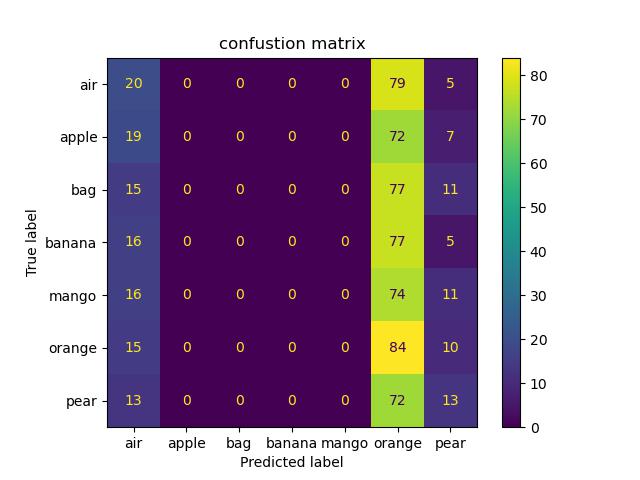 confustion matrix
air 20 0 0 0 0 79 5
apple 19 0 0 0 0 72 7
bag 15 0 0 0 0 77 11
banana 16 0 0 0 0 77 5
mango 16 0 0 0 0 74 11
orange 15 0 0 0 0 84 10
pear 13 0 0 0 0 72 13
air apple bag banana mango orange pear
Predicted label
True label
80
70
60
50
40
30
20
10
0